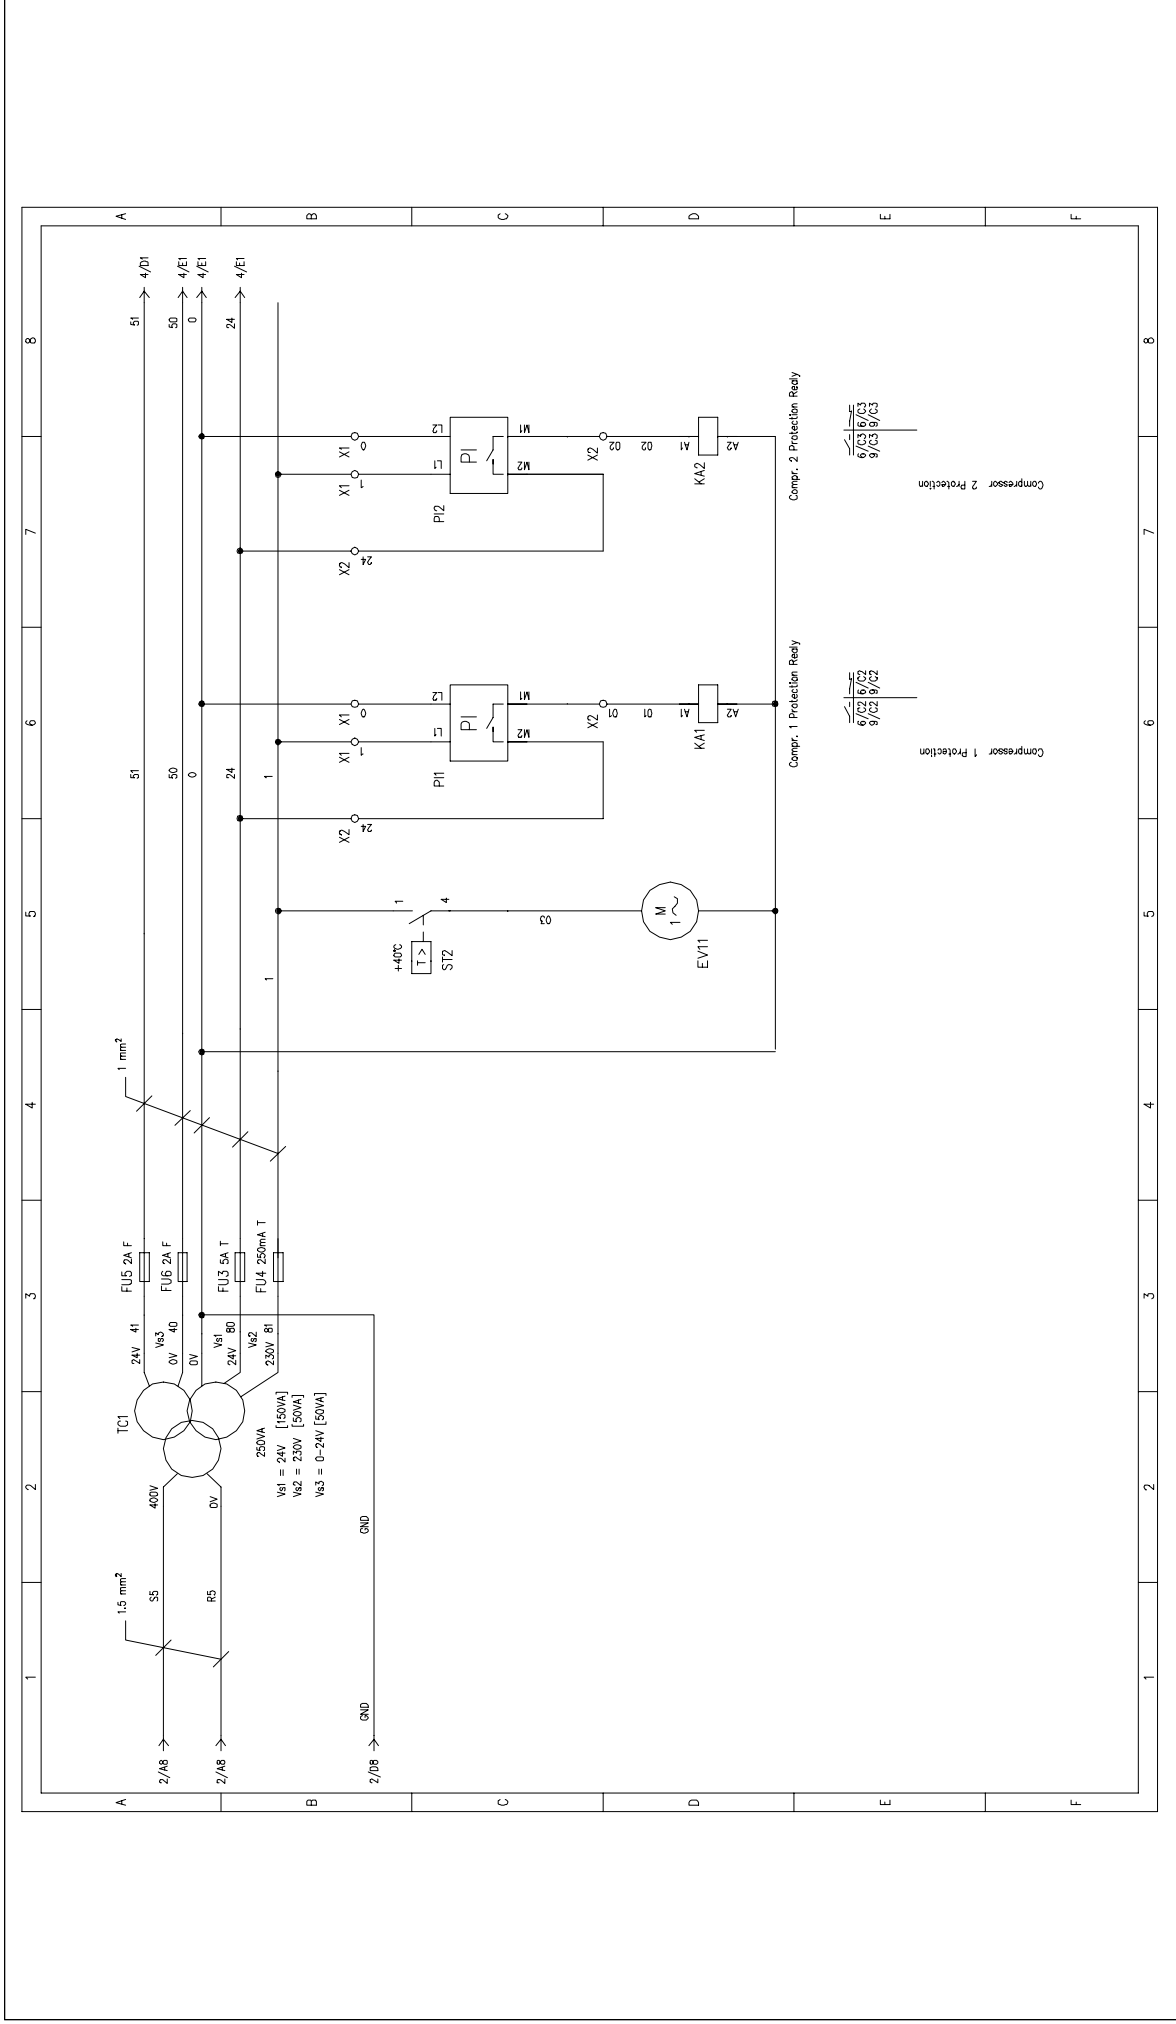 1 2 3 4 5 6 7 8
A
B
C
D
E
F
A
B
C
D
E
F
1 2 3 4 5 6 7 8
2/A8
2/A8
2/D8
1.5 mm²
S5
R5
GND
GND
400V
0V
TC1
250VA
Vs1 = 24V [150VA]
Vs2 = 230V [50VA]
Vs3 = 0-24V [50VA]
24V 41
Vs3
0V 40
0V
Vs1
24V 80
Vs2
230V 81
FU5 2A F
FU6 2A F
FU3 5A T
FU4 250mA T
1 mm²
1
+40°C
T >
ST2
1
4
03
M
1
EV11
51
50
0
24
1
X2
24
X1
1
X1
0
L1
L2
PI
PI1
M2
M1
X2
01
01
A1
KA1
A2
Compr. 1 Protection Realy
6/C2 6/C2
9/C2 9/C2
Compressor 1 Protection
X2
24
X1
1
X1
0
L1
L2
PI
PI2
M2
M1
X2
02
02
A1
KA2
A2
Compr. 2 Protection Realy
6/C3 6/C3
9/C3 9/C3
Compressor 2 Protection
51
50
0
24
4/D1
4/E1
4/E1
4/E1